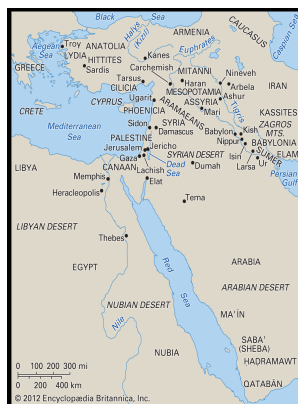 Black Sea
CAUCASUS
Caspian Sea
ARMENIA
Halys
(Kızıl)
Aegean
Sea
Troy
ANATOLIA
LYDIA
HITTITES
Sardis
GREECE
Euphrates
Kanes
Carchemish
MITANNI
Nineveh
Tarsus
Haran
Arbela
IRAN
CILICIA
MESOPOTAMIA
Ashur
CYPRUS
Ugarit
ARAMAEANS
ASSYRIA
CRETE
PHOENICIA
Mari
Tigris
KASSITES
Mediterranean
Sea
Sidon
SYRIA
Damascus
Babylon
Kish
ZAGROS
MTS.
PALESTINE
Nippur
BABYLONIA
Jerusalem
Jericho
SYRIAN DESERT
Isin
SUMER
ELAM
Gaza
Dead
Sea
Dumah
Larsa
Ur
LIBYA
CANAAN
Lachish
Persian
Gulf
Memphis
Elat
Heracleopolis
Tema
LIBYAN DESERT
Thebes
EGYPT
Red
Sea
ARABIA
ARABIAN DESERT
NUBIAN DESERT
MAʿĪN
Nile
SABAʾ
(SHEBA)
NUBIA
HADRAMAWT
QATABĀN
0 100 200 300 mi
0 200 400 km
© 2012 Encyclopædia Britannica, Inc.